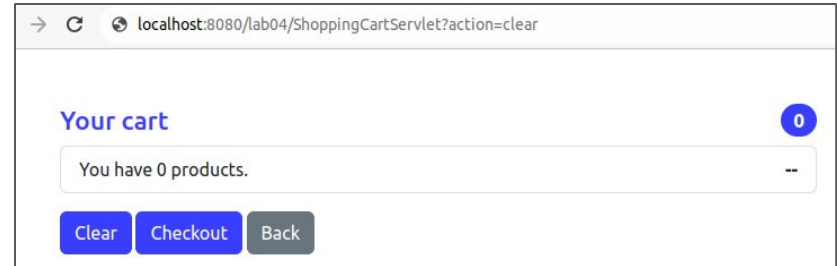 localhost:8080/lab04/ShoppingCartServlet?action=clear
Your cart 0
You have 0 products. --
Clear Checkout Back